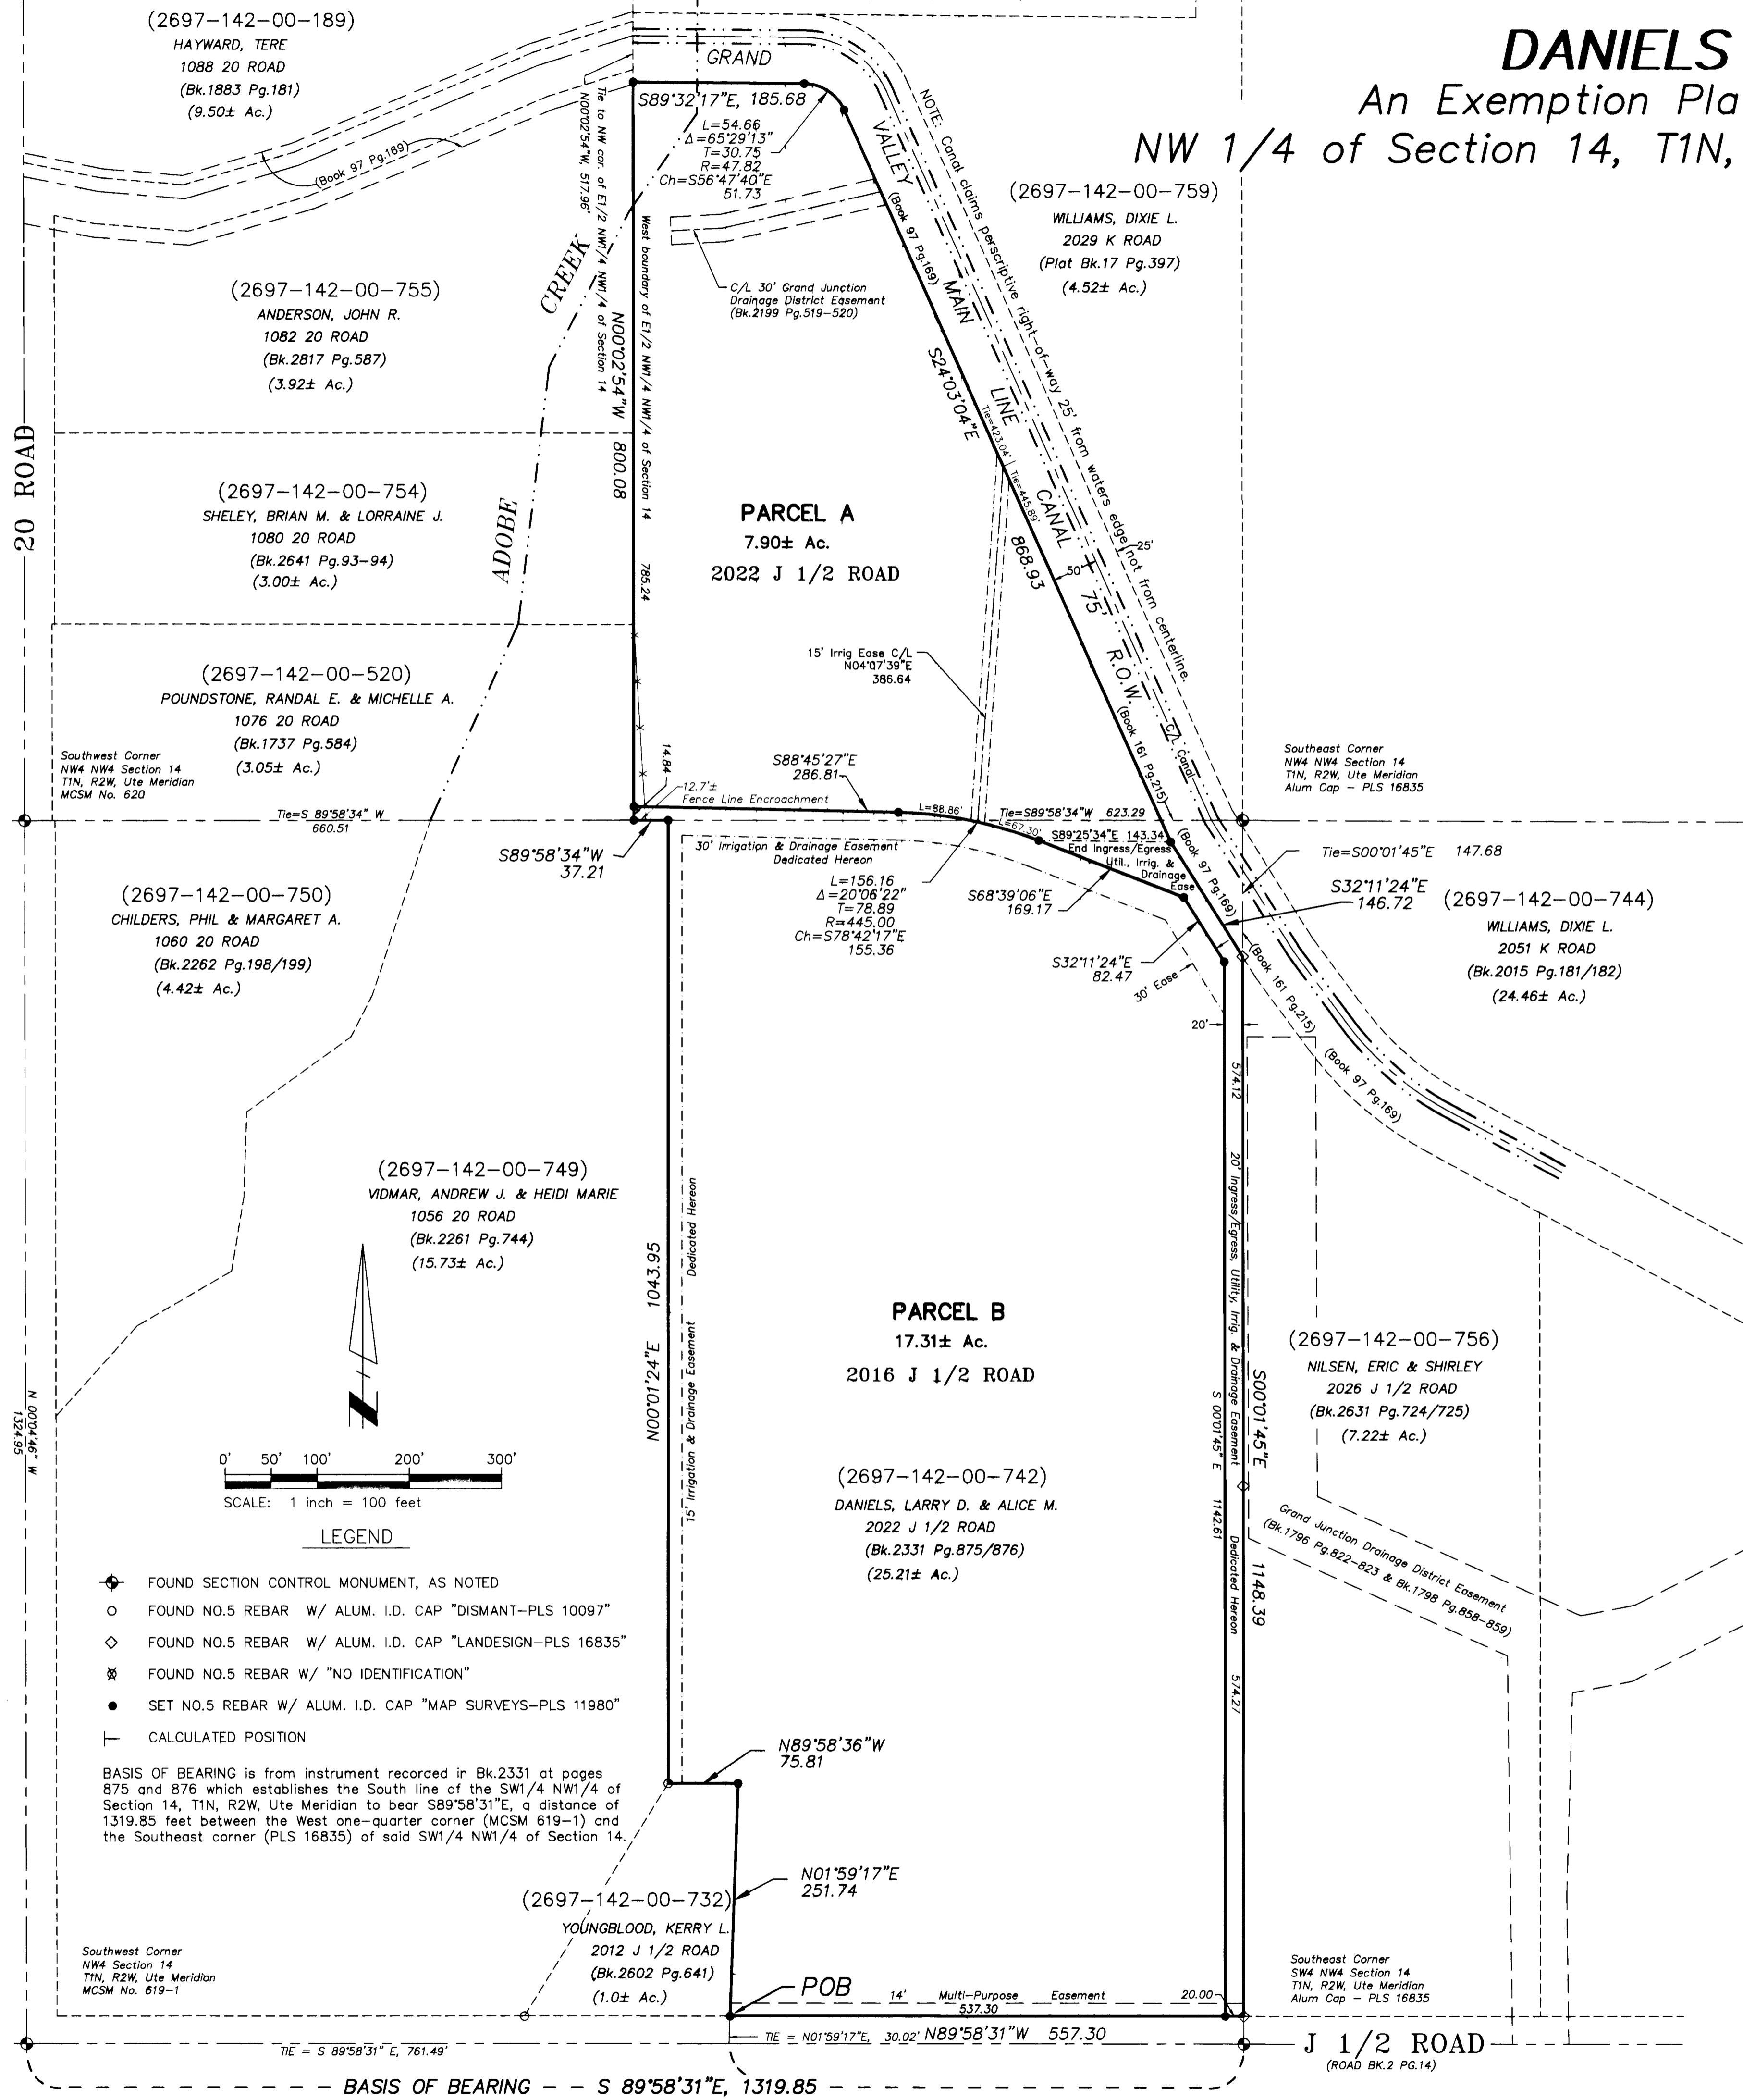 DANIELS
An Exemption Pla
NW 1/4 of Section 14, T1N,
(2697-142-00-189)
HAYWARD, TERE
1088 20 ROAD
(Bk.1883 Pg.181)
(9.50± Ac.)
(Book 97 Pg.169)
GRAND
VALLEY
MAIN
LINE
CANAL
75'
R.O.W.
C/L Canal
S89°32'17"E, 185.68
L=54.66
Δ=65°29'13"
T=30.75
R=47.82
Ch=S56°47'40"E
51.73
Tie to NW cor. of E1/2 NW1/4 NW1/4 of Section 14
N00°02'54"W, 517.96'
West boundary of E1/2 NW1/4 NW1/4 of Section 14
N00°02'54"W 800.08
785.24
NOTE: Canal claims perscriptive right-of-way 25' from waters edge not from centerline.
(2697-142-00-759)
WILLIAMS, DIXIE L.
2029 K ROAD
(Plat Bk.17 Pg.397)
(4.52± Ac.)
(Book 97 Pg.169)
C/L 30' Grand Junction
Drainage District Easement
(Bk.2199 Pg.519-520)
S24°03'04"E
868.93
Tie=423.04'
Tie=445.89'
50'
25'
CREEK
ADOBE
20 ROAD
(2697-142-00-755)
ANDERSON, JOHN R.
1082 20 ROAD
(Bk.2817 Pg.587)
(3.92± Ac.)
(2697-142-00-754)
SHELEY, BRIAN M. & LORRAINE J.
1080 20 ROAD
(Bk.2641 Pg.93-94)
(3.00± Ac.)
PARCEL A
7.90± Ac.
2022 J 1/2 ROAD
15' Irrig Ease C/L
N04°07'39"E
386.64
(2697-142-00-520)
POUNDSTONE, RANDAL E. & MICHELLE A.
1076 20 ROAD
(Bk.1737 Pg.584)
(3.05± Ac.)
Southwest Corner
NW4 NW4 Section 14
T1N, R2W, Ute Meridian
MCSM No. 620
Tie=S 89°58'34" W
660.51
14.84
12.7'±
Fence Line Encroachment
S88°45'27"E
286.81
L=88.86'
L=67.30'
Tie=S89°58'34"W 623.29
S89°25'34"E 143.34
End Ingress/Egress
Util., Irrig. &
Drainage
Ease
(Book 161 Pg.215)
(Book 97 Pg.169)
Southeast Corner
NW4 NW4 Section 14
T1N, R2W, Ute Meridian
Alum Cap - PLS 16835
Tie=S00°01'45"E 147.68
S32°11'24"E
146.72
S89°58'34"W
37.21
30' Irrigation & Drainage Easement
Dedicated Hereon
L=156.16
Δ=20°06'22"
T=78.89
R=445.00
Ch=S78°42'17"E
155.36
S68°39'06"E
169.17
S32°11'24"E
82.47
30' Ease
(Book 161 Pg.215)
(Book 97 Pg.169)
20'
(2697-142-00-744)
WILLIAMS, DIXIE L.
2051 K ROAD
(Bk.2015 Pg.181/182)
(24.46± Ac.)
(2697-142-00-750)
CHILDERS, PHIL & MARGARET A.
1060 20 ROAD
(Bk.2262 Pg.198/199)
(4.42± Ac.)
(2697-142-00-749)
VIDMAR, ANDREW J. & HEIDI MARIE
1056 20 ROAD
(Bk.2261 Pg.744)
(15.73± Ac.)
N00°01'24"E 1043.95
15' Irrigation & Drainage Easement Dedicated Hereon
PARCEL B
17.31± Ac.
2016 J 1/2 ROAD
(2697-142-00-742)
DANIELS, LARRY D. & ALICE M.
2022 J 1/2 ROAD
(Bk.2331 Pg.875/876)
(25.21± Ac.)
574.12
20' Ingress/Egress, Utility, Irrig. & Drainage Easement Dedicated Hereon
574.27
S 00°01'45" E 1142.61
S00°01'45"E 1148.39
(2697-142-00-756)
NILSEN, ERIC & SHIRLEY
2026 J 1/2 ROAD
(Bk.2631 Pg.724/725)
(7.22± Ac.)
Grand Junction Drainage District Easement
(Bk.1796 Pg.822-823 & Bk.1798 Pg.858-859)
N 00°04'46" W
1324.95
N
0' 50' 100' 200' 300'
SCALE: 1 inch = 100 feet
LEGEND
FOUND SECTION CONTROL MONUMENT, AS NOTED
FOUND NO.5 REBAR W/ ALUM. I.D. CAP "DISMANT-PLS 10097"
FOUND NO.5 REBAR W/ ALUM. I.D. CAP "LANDESIGN-PLS 16835"
FOUND NO.5 REBAR W/ "NO IDENTIFICATION"
SET NO.5 REBAR W/ ALUM. I.D. CAP "MAP SURVEYS-PLS 11980"
CALCULATED POSITION
BASIS OF BEARING is from instrument recorded in Bk.2331 at pages
875 and 876 which establishes the South line of the SW1/4 NW1/4 of
Section 14, T1N, R2W, Ute Meridian to bear S89°58'31"E, a distance of
1319.85 feet between the West one-quarter corner (MCSM 619-1) and
the Southeast corner (PLS 16835) of said SW1/4 NW1/4 of Section 14.
N89°58'36"W
75.81
N01°59'17"E
251.74
(2697-142-00-732)
YOUNGBLOOD, KERRY L.
2012 J 1/2 ROAD
(Bk.2602 Pg.641)
(1.0± Ac.)
Southwest Corner
NW4 Section 14
T1N, R2W, Ute Meridian
MCSM No. 619-1
POB
14' Multi-Purpose Easement
537.30
20.00
Southeast Corner
SW4 NW4 Section 14
T1N, R2W, Ute Meridian
Alum Cap - PLS 16835
TIE = N01°59'17"E, 30.02' N89°58'31"W 557.30
TIE = S 89°58'31" E, 761.49'
J 1/2 ROAD
(ROAD BK.2 PG.14)
BASIS OF BEARING - - S 89°58'31"E, 1319.85